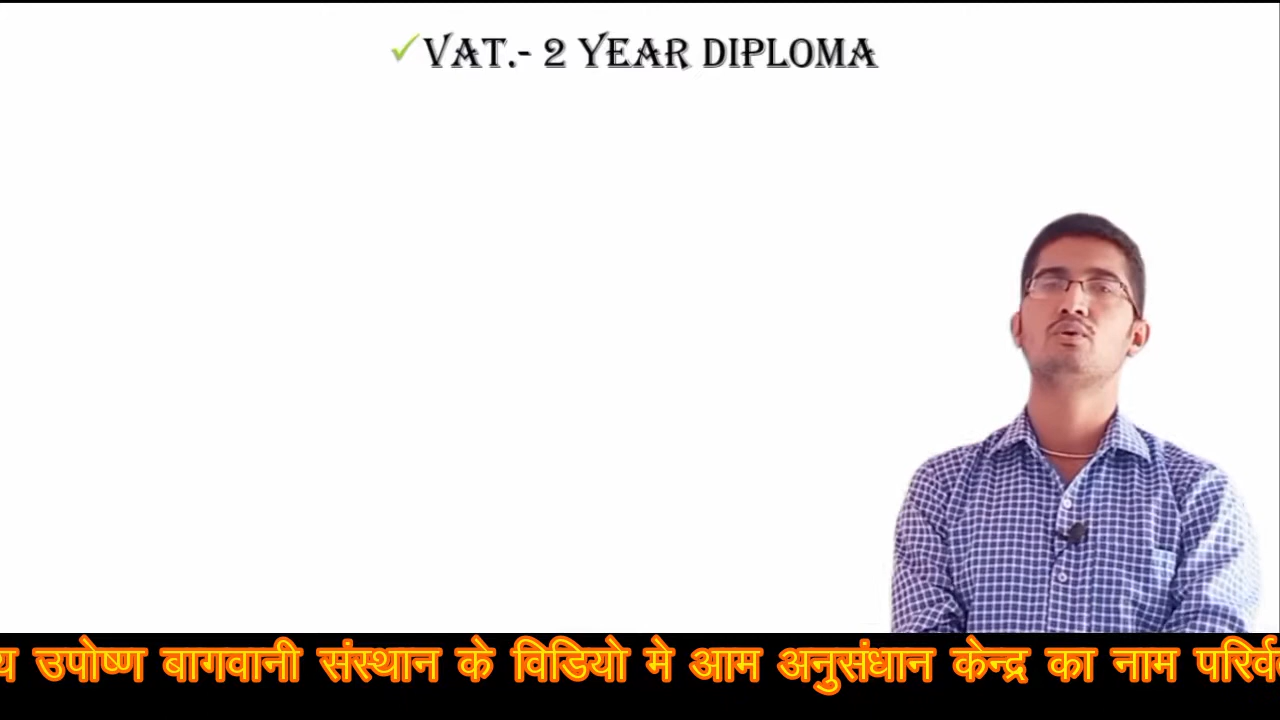 ✓VAT.- 2 YEAR DIPLOMA
उपोष्ण बागवानी संस्थान के विडियो मे आम अनुसंधान केन्द्र का नाम